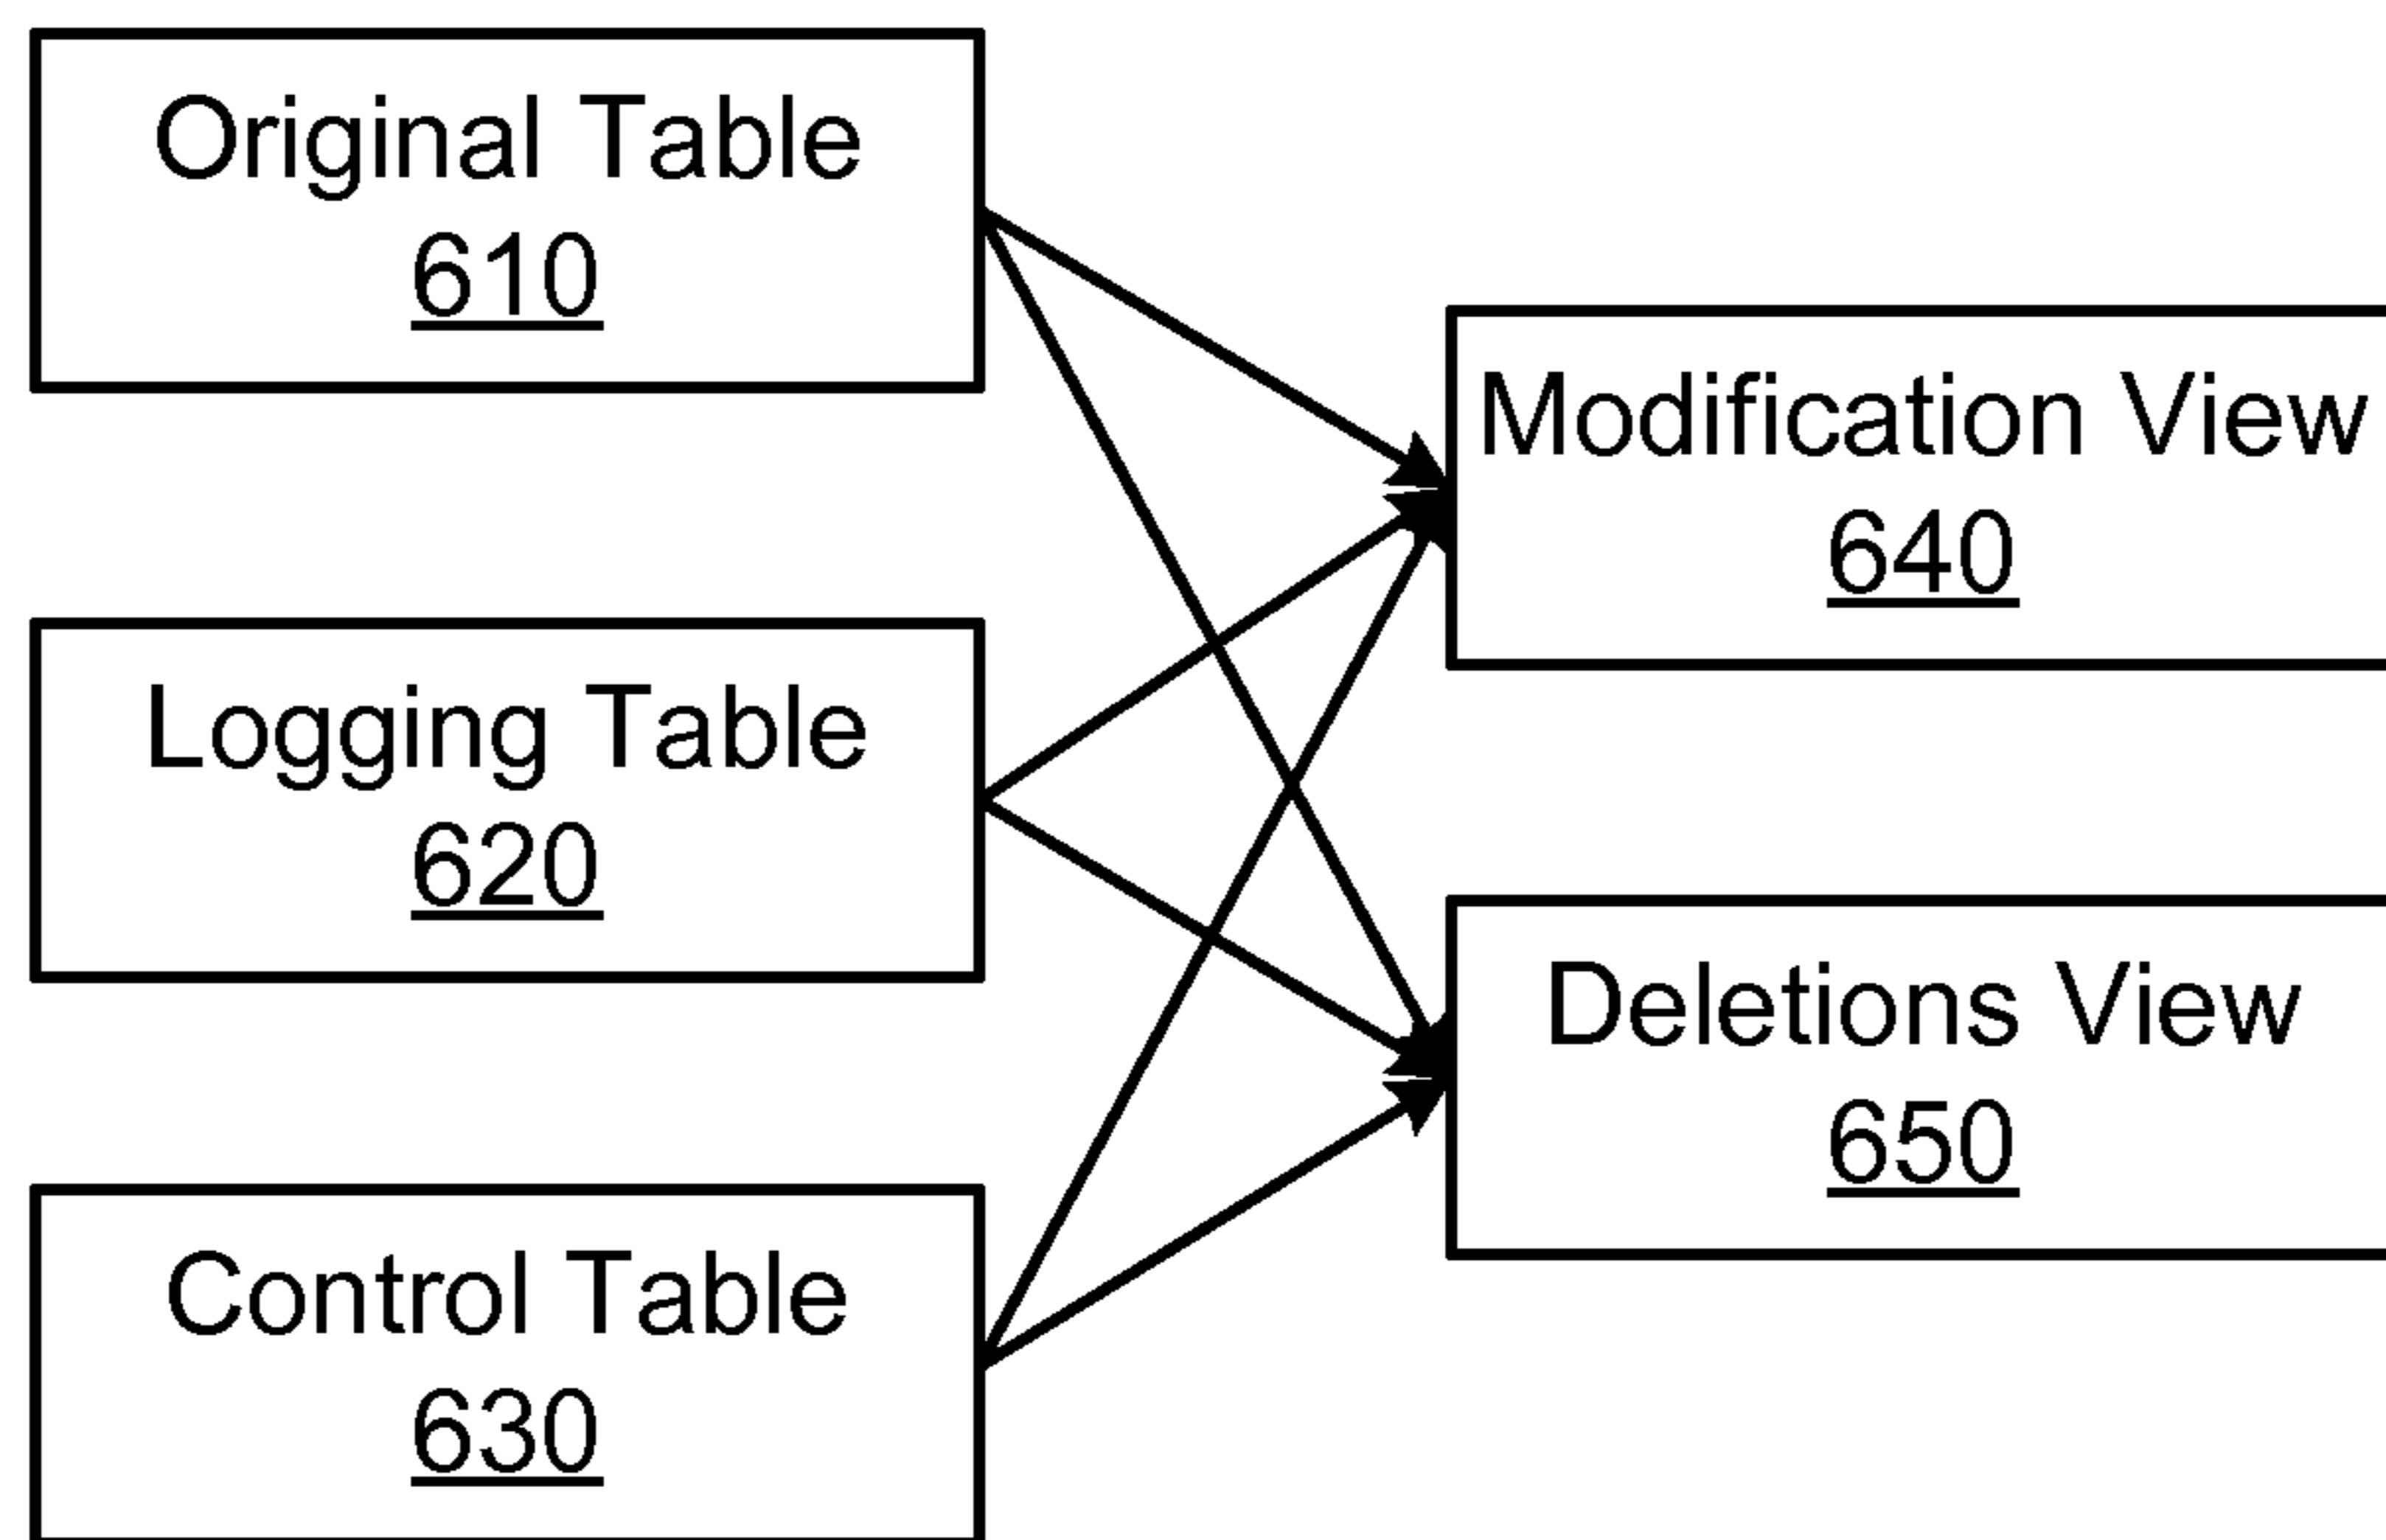 Original Table
610
Logging Table
620
Control Table
630
Modification View
640
Deletions View
650